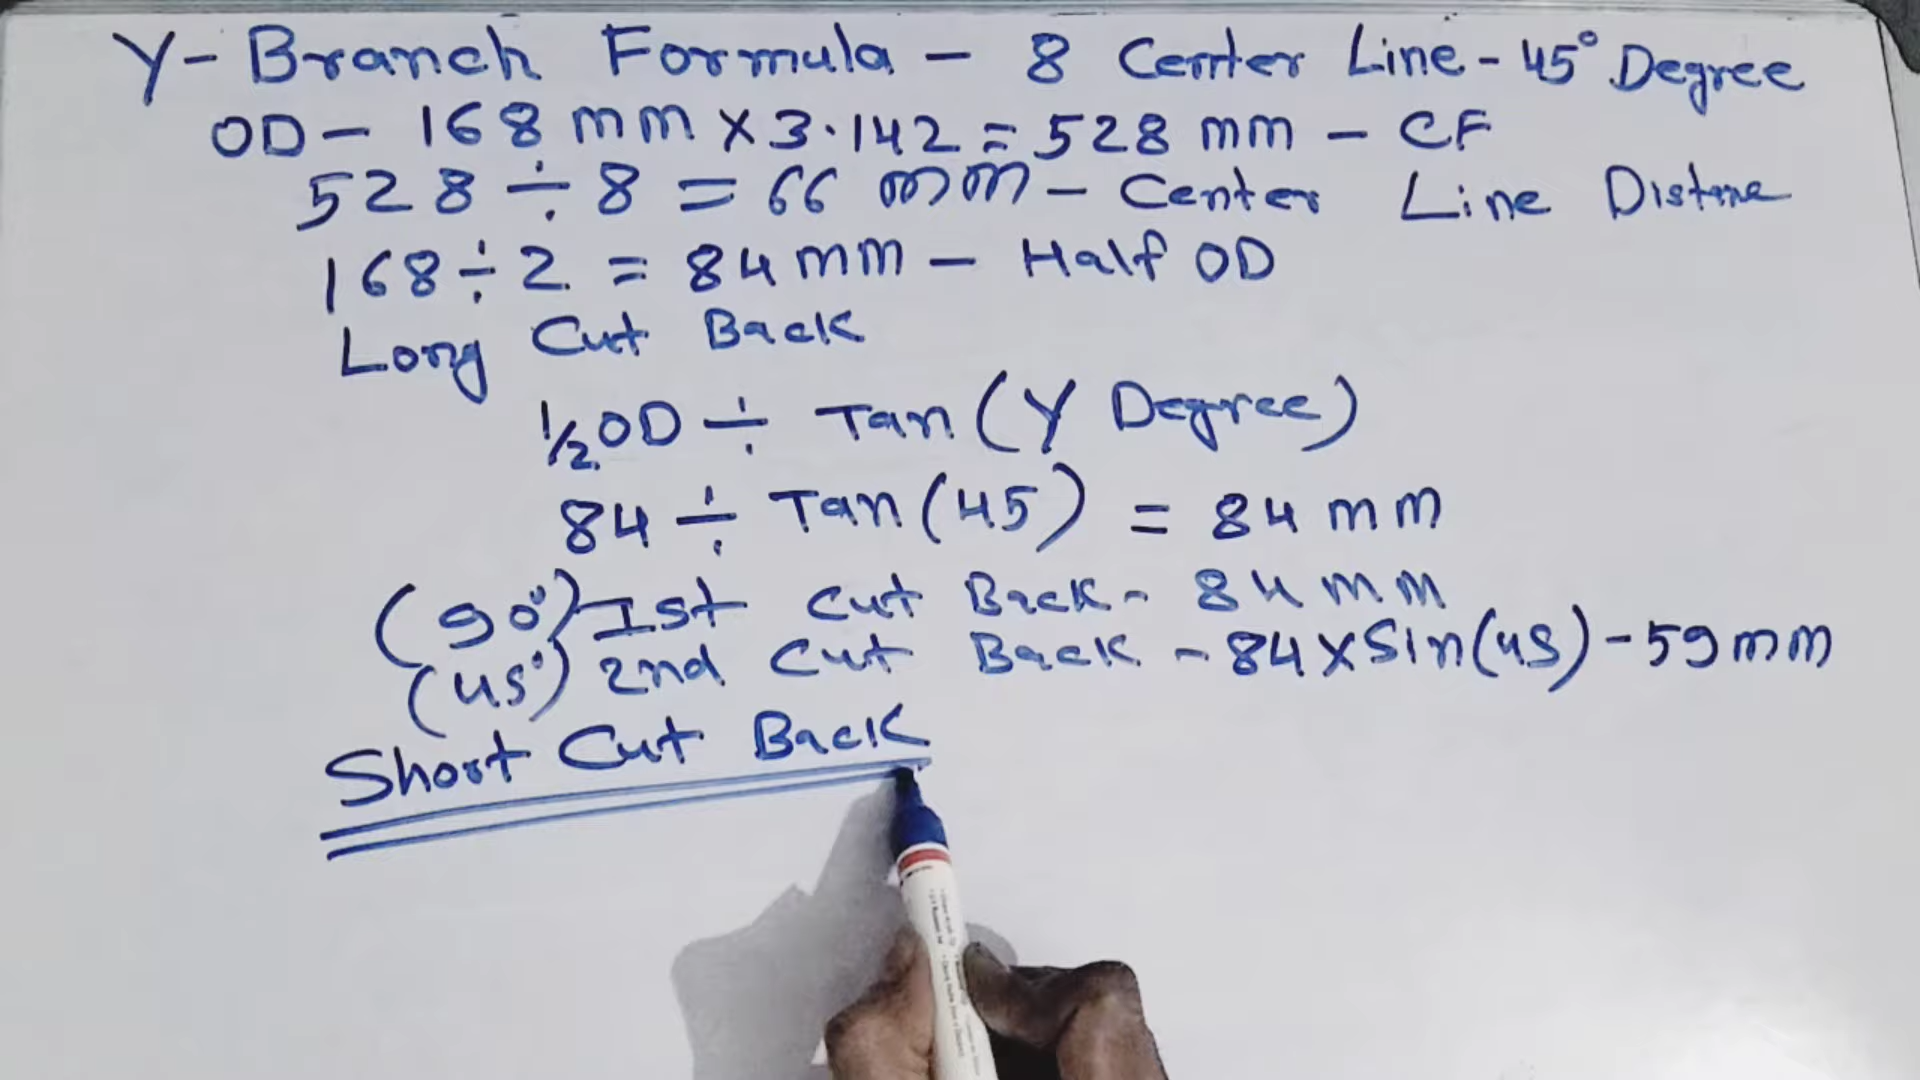 Y-Branch Formula - 8 Center Line - 45° Degree
OD - 168 mm × 3.142 = 528 mm - CF
528 ÷ 8 = 66 mm - Center Line Distne
168 ÷ 2 = 84 mm - Half OD
Long Cut Back
1/2 OD ÷ Tan (Y Degree)
84 ÷ Tan (45) = 84 mm
(90°) Ist Cut Back - 84 mm
(45°) 2nd Cut Back - 84 × Sin(45) - 59 mm
Short Cut Back